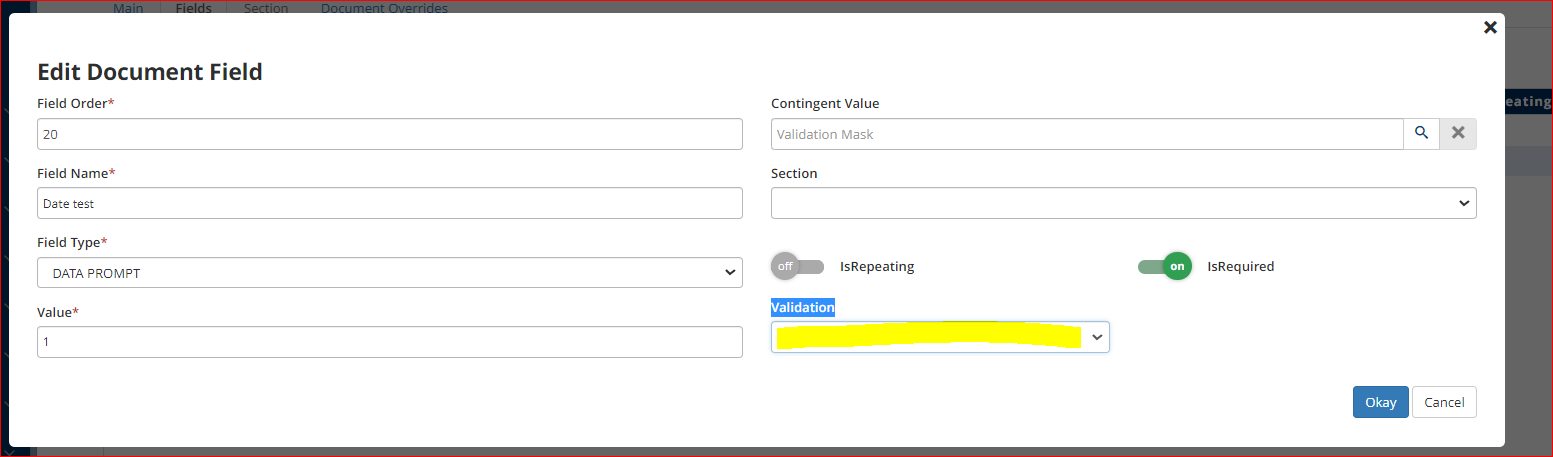 Main Fields Section Document Overrides
Edit Document Field
Field Order*
20
Contingent Value
Validation Mask
eating
Field Name*
Date test
Section
Field Type*
DATA PROMPT
off IsRepeating
on IsRequired
Value*
1
Validation
Okay Cancel